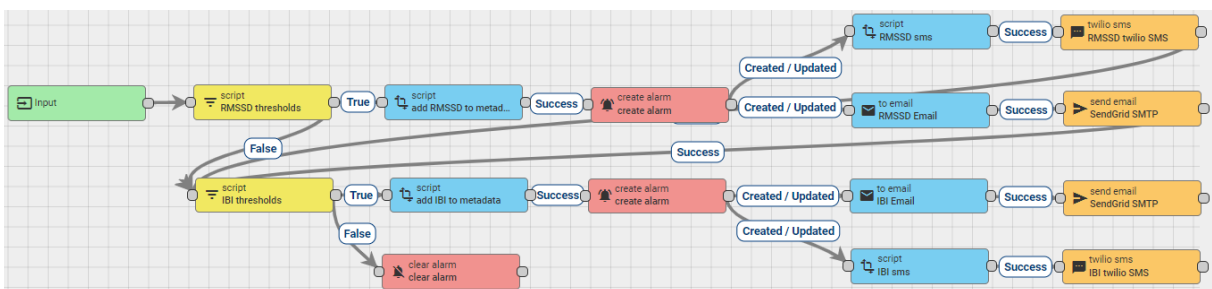 script
RMSSD sms
Success
twilio sms
RMSSD twilio SMS
Created / Updated
Input
script
RMSSD thresholds
True
script
add RMSSD to metad...
Success
create alarm
create alarm
Created / Updated
to email
RMSSD Email
Success
send email
SendGrid SMTP
False
Success
script
IBI thresholds
True
script
add IBI to metadata
Success
create alarm
create alarm
Created / Updated
to email
IBI Email
Success
send email
SendGrid SMTP
False
Created / Updated
clear alarm
clear alarm
script
IBI sms
Success
twilio sms
IBI twilio SMS